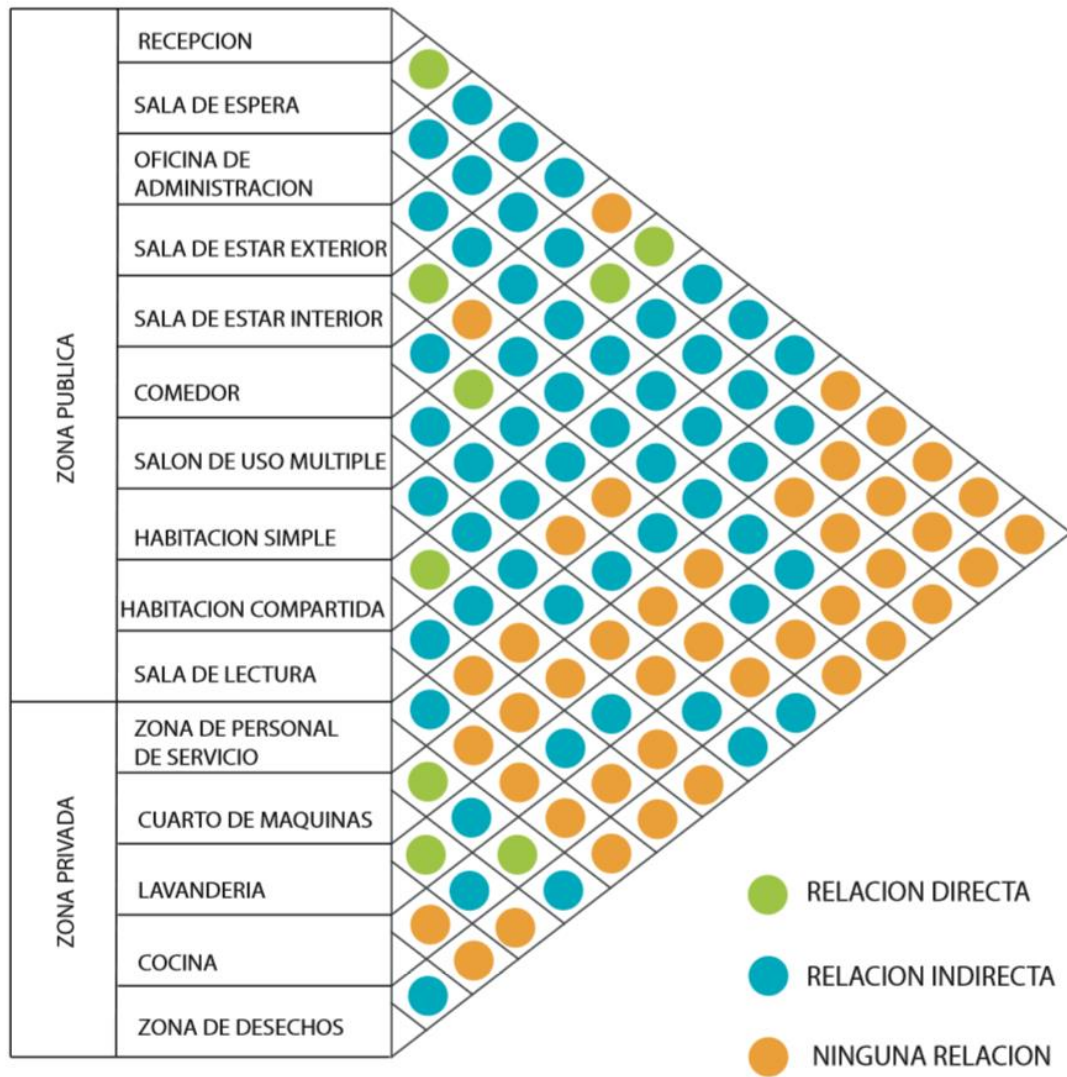 ZONA PUBLICA
RECEPCION
SALA DE ESPERA
OFICINA DE
ADMINISTRACION
SALA DE ESTAR EXTERIOR
SALA DE ESTAR INTERIOR
COMEDOR
SALON DE USO MULTIPLE
HABITACION SIMPLE
HABITACION COMPARTIDA
SALA DE LECTURA
ZONA PRIVADA
ZONA DE PERSONAL
DE SERVICIO
CUARTO DE MAQUINAS
LAVANDERIA
COCINA
ZONA DE DESECHOS
RELACION DIRECTA
RELACION INDIRECTA
NINGUNA RELACION